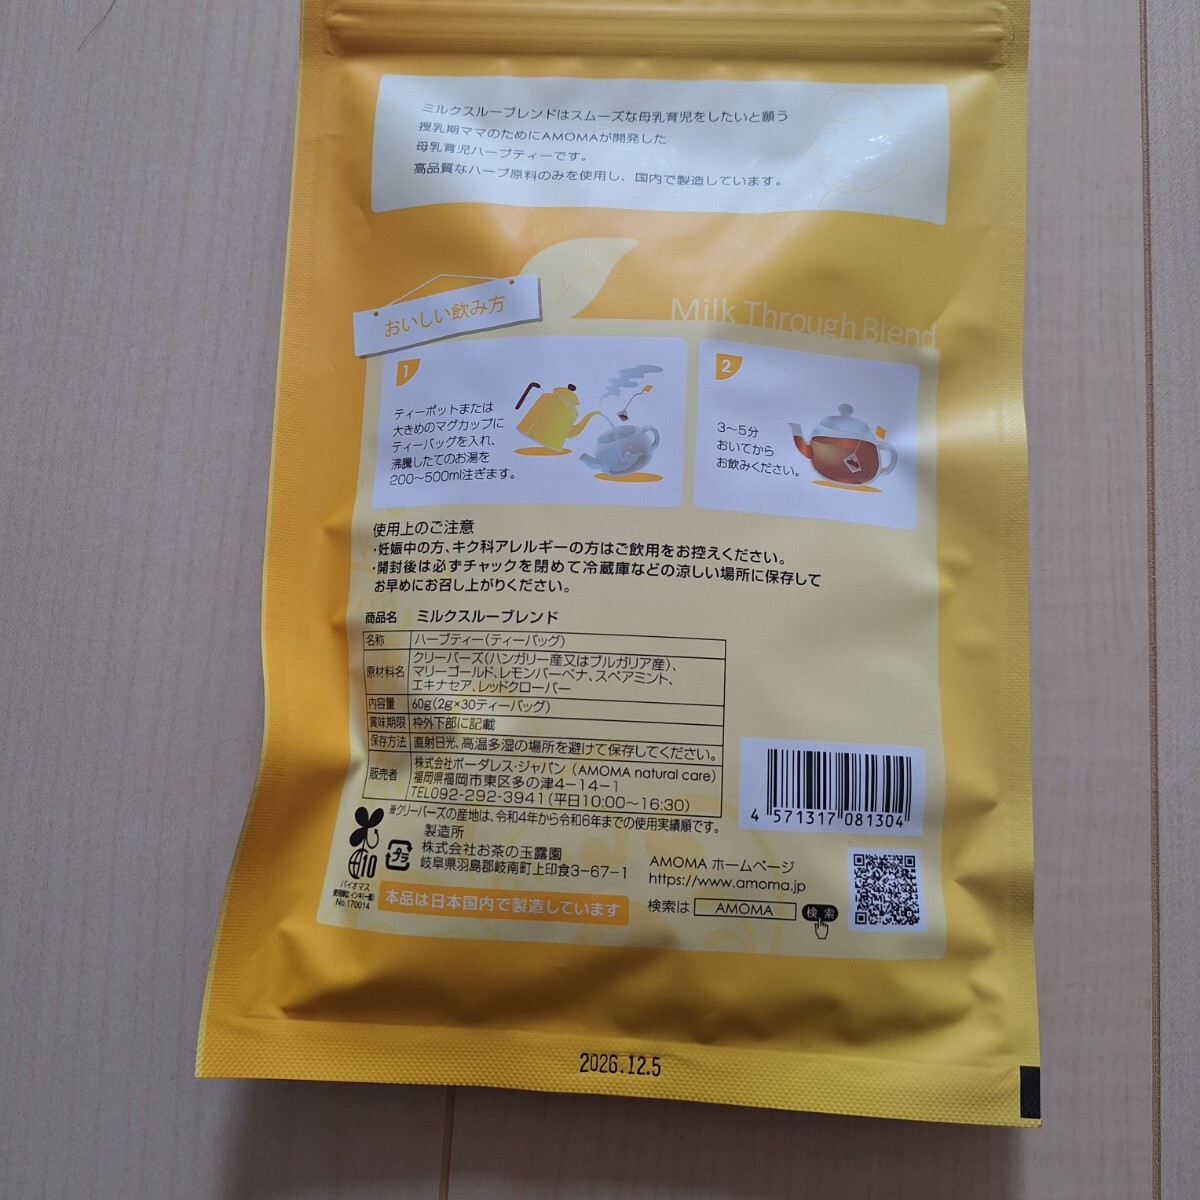 ミルクスルーブレンドはスムーズな母乳育児をしたいと願う
授乳期ママのためにAMOMAが開発した
母乳育児ハーブティーです。
高品質なハーブ原料のみを使用し、国内で製造しています。
Milk Through Blend
おいしい飲み方
1
ティーポットまたは
大きめのマグカップに
ティーバッグを入れ、
沸騰したてのお湯を
200〜500ml注ぎます。
2
3〜5分
おいてから
お飲みください。
使用上のご注意
・妊娠中の方、キク科アレルギーの方はご飲用をお控えください。
・開封後は必ずチャックを閉めて冷蔵庫などの涼しい場所に保存して
お早めにお召し上がりください。
商品名 ミルクスルーブレンド
名称 ハーブティー(ティーバッグ)
原材料名 クリーバーズ(ハンガリー産又はブルガリア産)、
マリーゴールド、レモンバーベナ、スペアミント、
エキナセア、レッドクローバー
内容量 60g(2g×30ティーバッグ)
賞味期限 枠外下部に記載
保存方法 直射日光、高温多湿の場所を避けて保存してください。
販売者 株式会社ボーダレス・ジャパン (AMOMA natural care)
福岡県福岡市東区多の津4−14−1
TEL092-292-3941(平日10:00〜16:30)
※クリーバーズの産地は、令和4年から令和6年までの使用実績順です。
製造所
株式会社お茶の玉露園
岐阜県羽島郡岐南町上印食3−67−1
プラ
バイオマス
No.170014
本品は日本国内で製造しています
AMOMA ホームページ
https://www.amoma.jp
検索は AMOMA 検索
4 571317 081304
2026.12.5